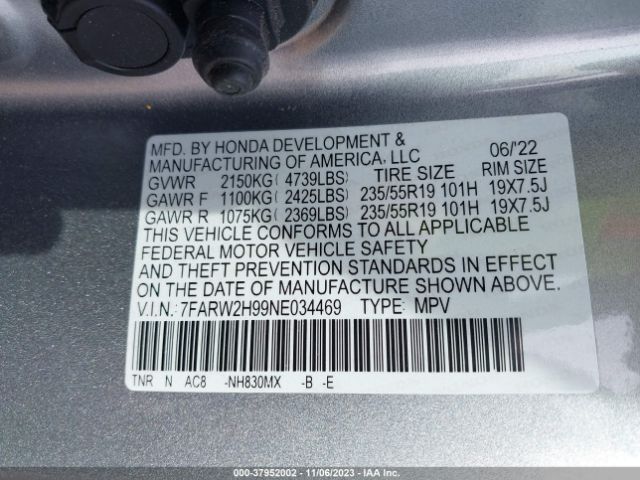 MFD. BY HONDA DEVELOPMENT & 06/'22
MANUFACTURING OF AMERICA, LLC TIRE SIZE RIM SIZE
GVWR 2150KG( 4739LBS)
GAWR F 1100KG( 2425LBS) 235/55R19 101H 19X7.5J
GAWR R 1075KG( 2369LBS) 235/55R19 101H 19X7.5J
THIS VEHICLE CONFORMS TO ALL APPLICABLE
FEDERAL MOTOR VEHICLE SAFETY
AND THEFT PREVENTION STANDARDS IN EFFECT
ON THE DATE OF MANUFACTURE SHOWN ABOVE.
V.I.N.: 7FARW2H99NE034469 TYPE: MPV
TNR N AC8 -NH830MX -B -E
000-37952002 - 11/06/2023 - IAA Inc.